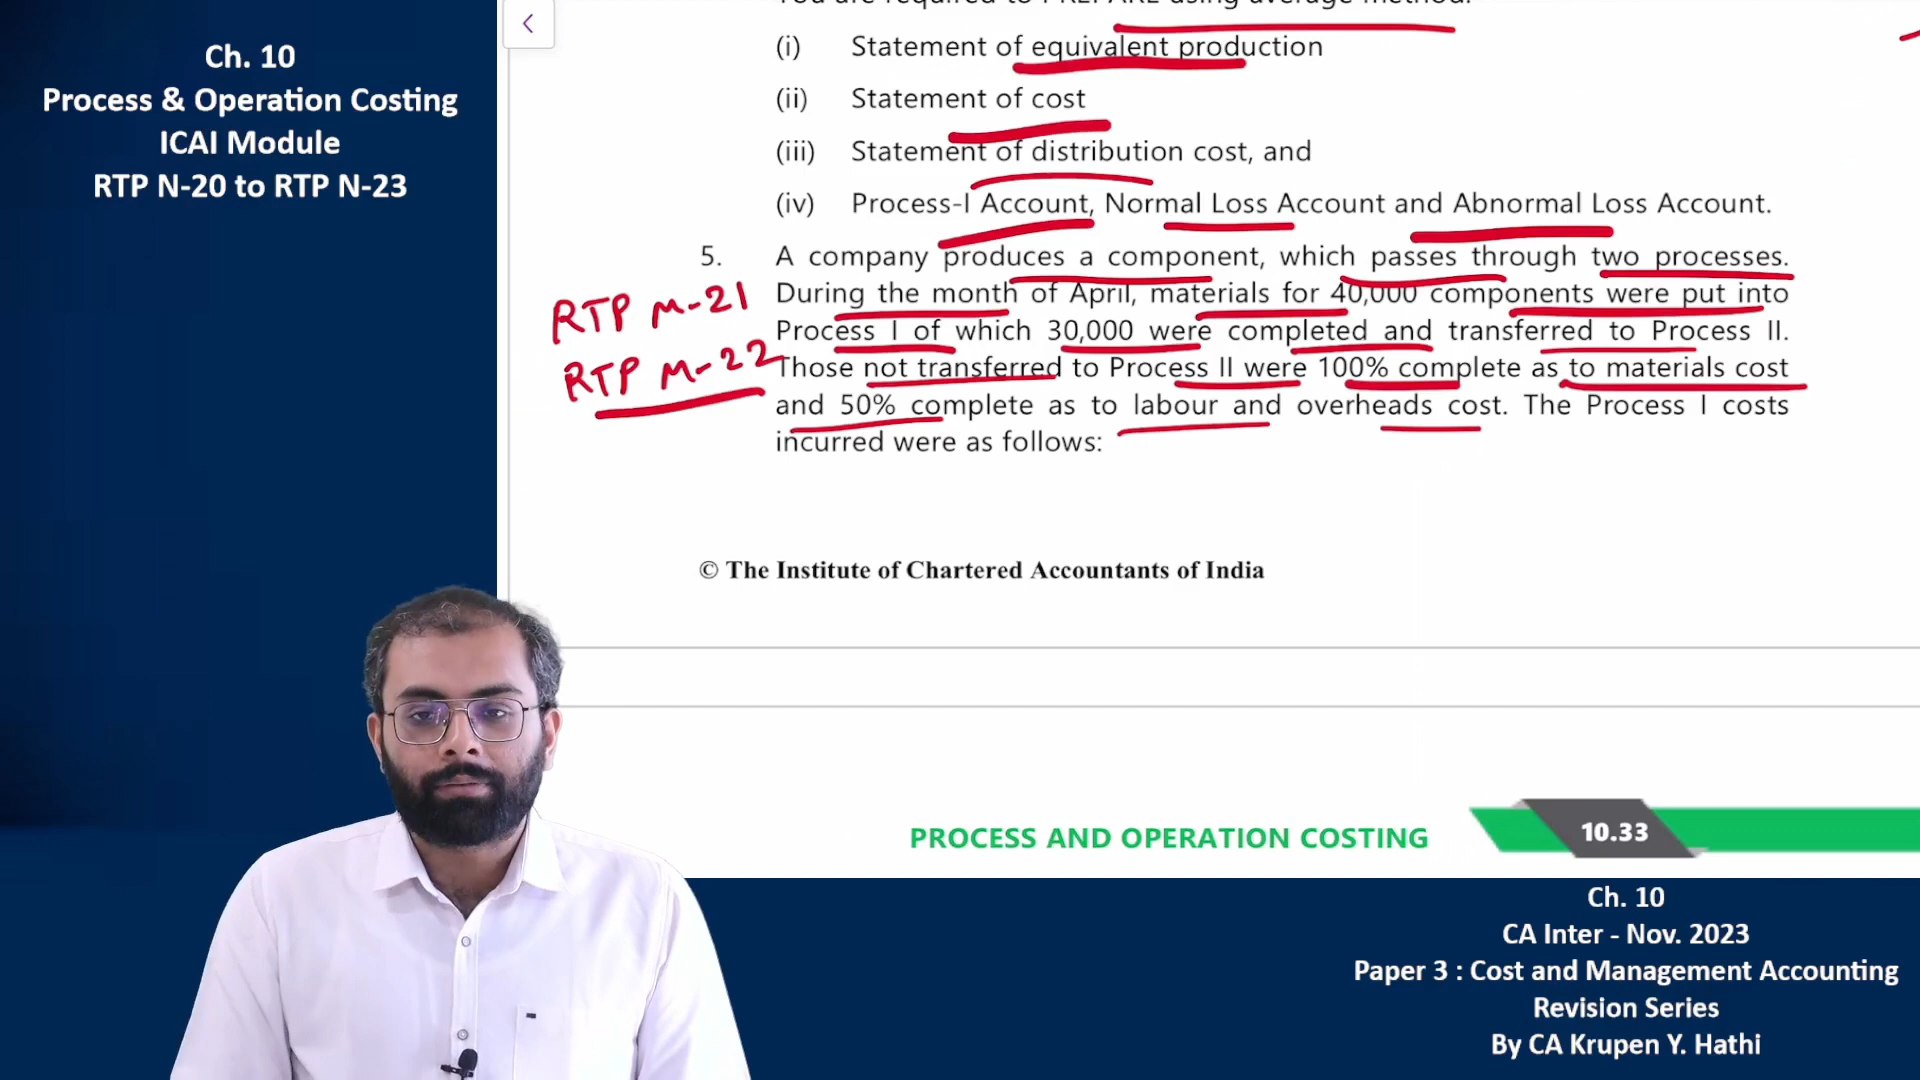 Ch. 10
Process & Operation Costing
ICAI Module
RTP N-20 to RTP N-23
using average method.
(i) Statement of equivalent production
(ii) Statement of cost
(iii) Statement of distribution cost, and
(iv) Process-I Account, Normal Loss Account and Abnormal Loss Account.
5. A company produces a component, which passes through two processes.
During the month of April, materials for 40,000 components were put into
Process I of which 30,000 were completed and transferred to Process II.
Those not transferred to Process II were 100% complete as to materials cost
and 50% complete as to labour and overheads cost. The Process I costs
incurred were as follows:
RTP M-21
RTP M-22
© The Institute of Chartered Accountants of India
PROCESS AND OPERATION COSTING 10.33
Ch. 10
CA Inter - Nov. 2023
Paper 3 : Cost and Management Accounting
Revision Series
By CA Krupen Y. Hathi